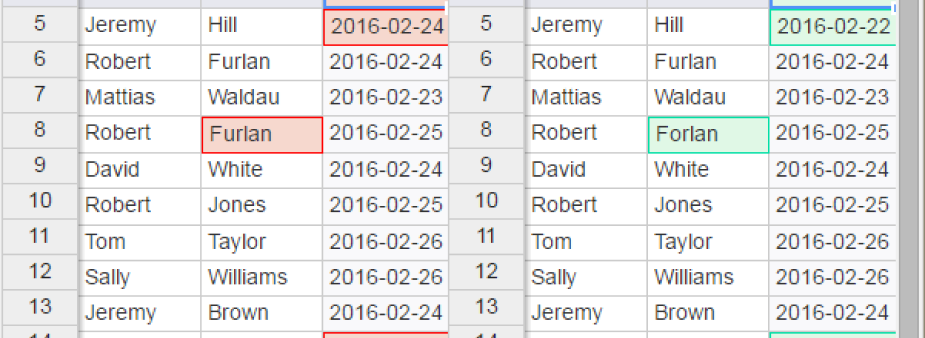 5 Jeremy Hill 2016-02-24 5 Jeremy Hill 2016-02-22
6 Robert Furlan 2016-02-24 6 Robert Furlan 2016-02-24
7 Mattias Waldau 2016-02-23 7 Mattias Waldau 2016-02-23
8 Robert Furlan 2016-02-25 8 Robert Forlan 2016-02-25
9 David White 2016-02-24 9 David White 2016-02-24
10 Robert Jones 2016-02-25 10 Robert Jones 2016-02-25
11 Tom Taylor 2016-02-26 11 Tom Taylor 2016-02-26
12 Sally Williams 2016-02-26 12 Sally Williams 2016-02-26
13 Jeremy Brown 2016-02-24 13 Jeremy Brown 2016-02-24